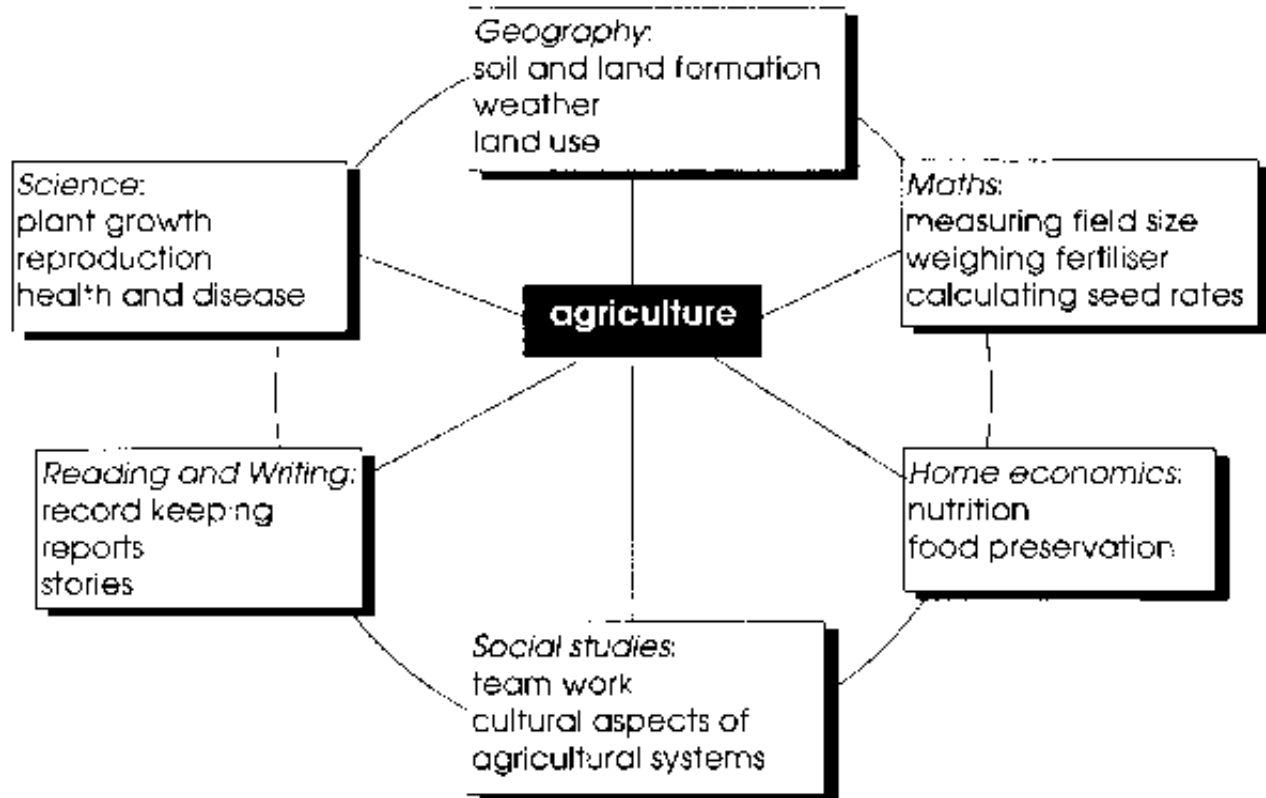 Geography:
soil and land formation
weather
land use
Science:
plant growth
reproduction
health and disease
Maths:
measuring field size
weighing fertiliser
calculating seed rates
agriculture
Reading and Writing:
record keeping
reports
stories
Home economics:
nutrition
food preservation
Social studies:
team work
cultural aspects of
agricultural systems